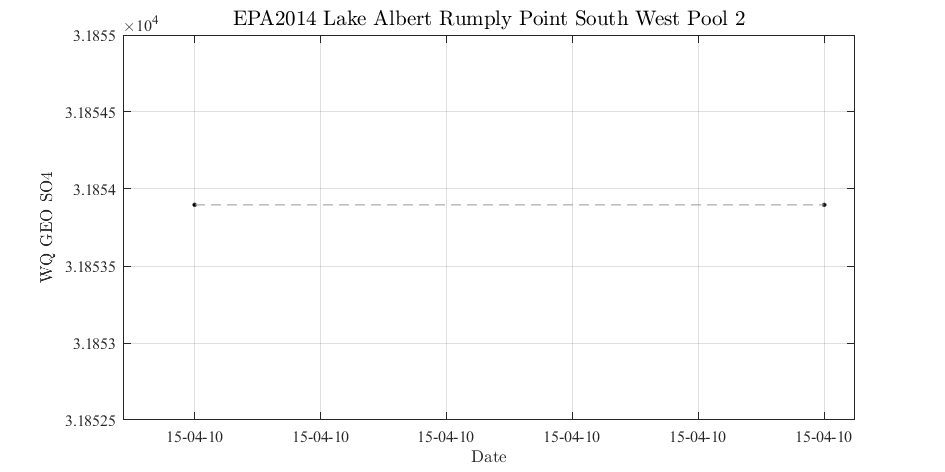 EPA2014 Lake Albert Rumply Point South West Pool 2
×10⁴
3.1855
3.18545
3.1854
3.18535
3.1853
3.18525
WQ GEO SO4
15-04-10 15-04-10 15-04-10 15-04-10 15-04-10 15-04-10
Date